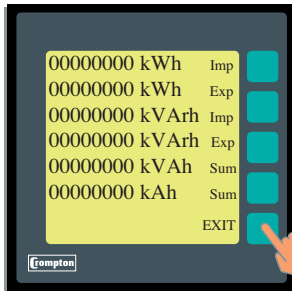 00000000 kWh Imp
00000000 kWh Exp
00000000 kVArh Imp
00000000 kVArh Exp
00000000 kVAh Sum
00000000 kAh Sum
EXIT
Crompton